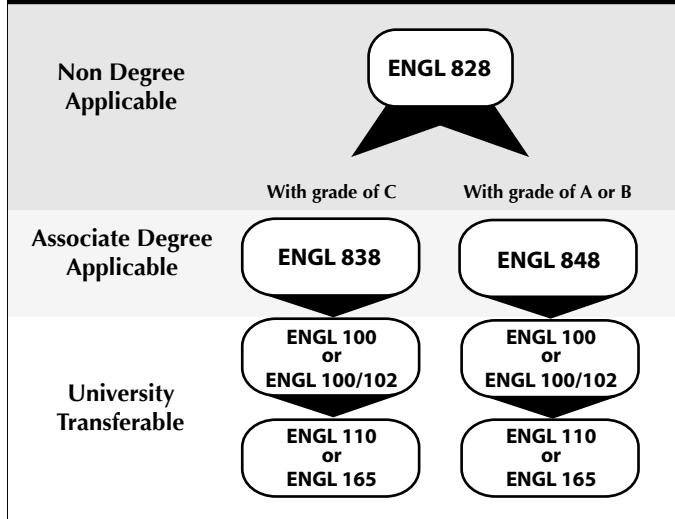 Non Degree
Applicable
ENGL 828
With grade of C
With grade of A or B
Associate Degree
Applicable
ENGL 838
ENGL 848
University
Transferable
ENGL 100
or
ENGL 100/102
ENGL 100
or
ENGL 100/102
ENGL 110
or
ENGL 165
ENGL 110
or
ENGL 165